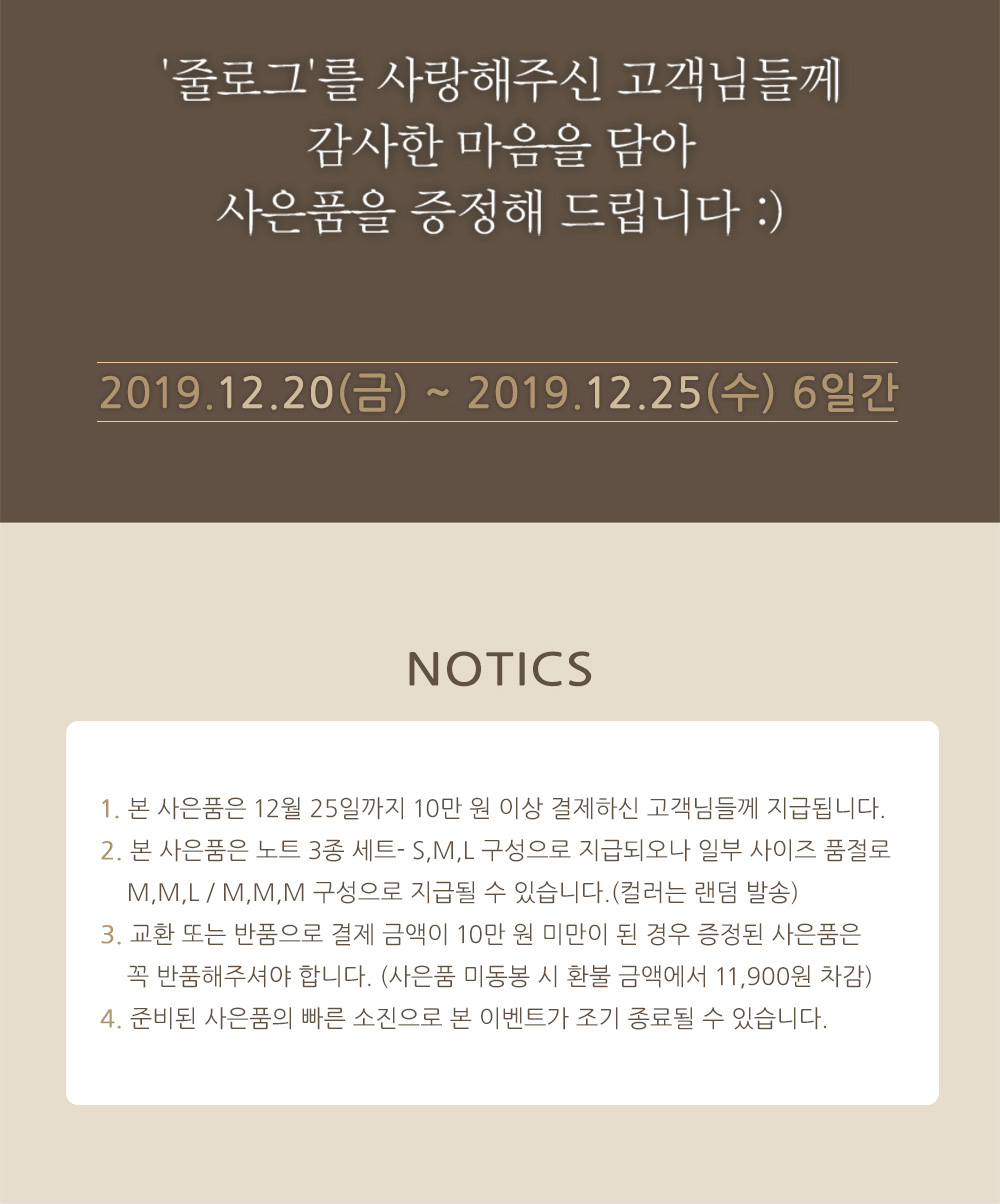 '줄로그'를 사랑해주신 고객님들께
감사한 마음을 담아
사은품을 증정해 드립니다 :)
2019.12.20(금) ~ 2019.12.25(수) 6일간
NOTICS
1. 본 사은품은 12월 25일까지 10만 원 이상 결제하신 고객님들께 지급됩니다.
2. 본 사은품은 노트 3종 세트- S,M,L 구성으로 지급되오나 일부 사이즈 품절로
M,M,L / M,M,M 구성으로 지급될 수 있습니다.(컬러는 랜덤 발송)
3. 교환 또는 반품으로 결제 금액이 10만 원 미만이 된 경우 증정된 사은품은
꼭 반품해주셔야 합니다. (사은품 미동봉 시 환불 금액에서 11,900원 차감)
4. 준비된 사은품의 빠른 소진으로 본 이벤트가 조기 종료될 수 있습니다.